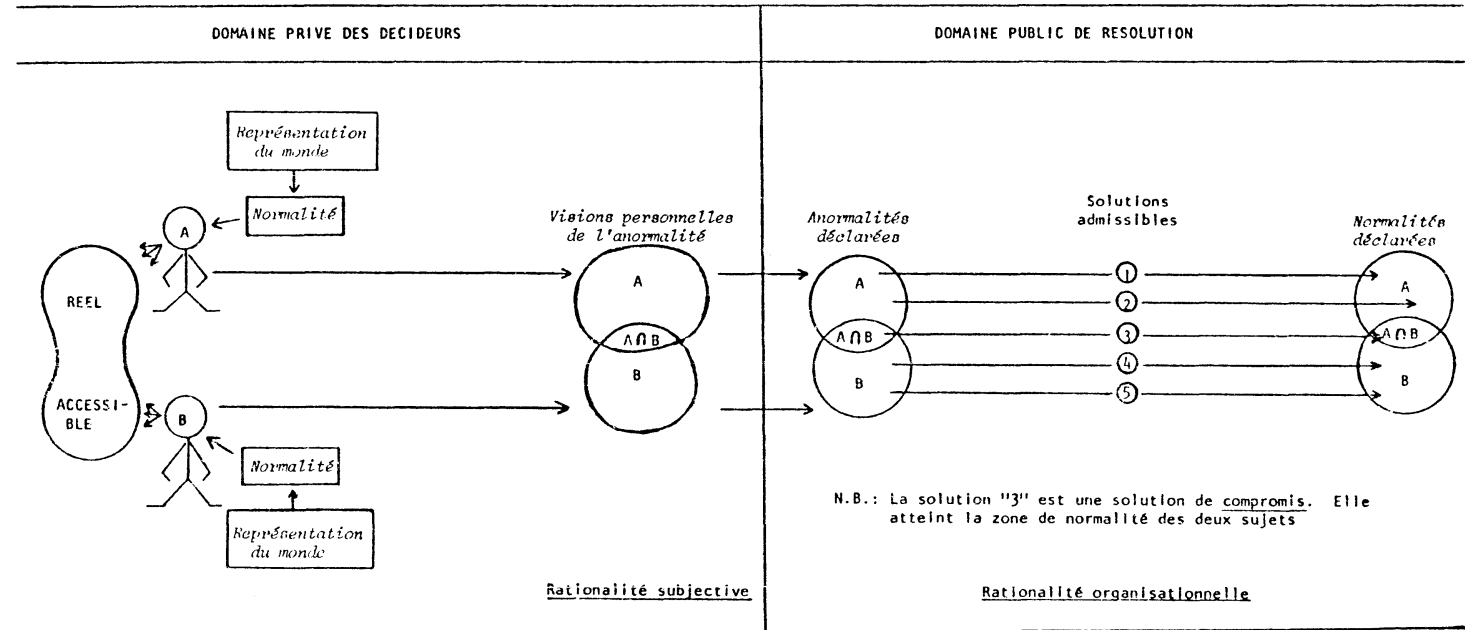 DOMAINE PRIVE DES DECIDEURS
DOMAINE PUBLIC DE RESOLUTION
Représentation
du monde
Normalité
A
REEL
ACCESSI-
BLE
B
Normalité
Représentation
du monde
Visions personnelles
de l'anormalité
A
A∩B
B
Anormalités
déclarées
A
A∩B
B
Solutions
admissibles
1
2
3
4
5
Normalités
déclarées
A
A∩B
B
N.B.: La solution "3" est une solution de compromis. Elle
atteint la zone de normalité des deux sujets
Rationalité subjective
Rationalité organisationnelle